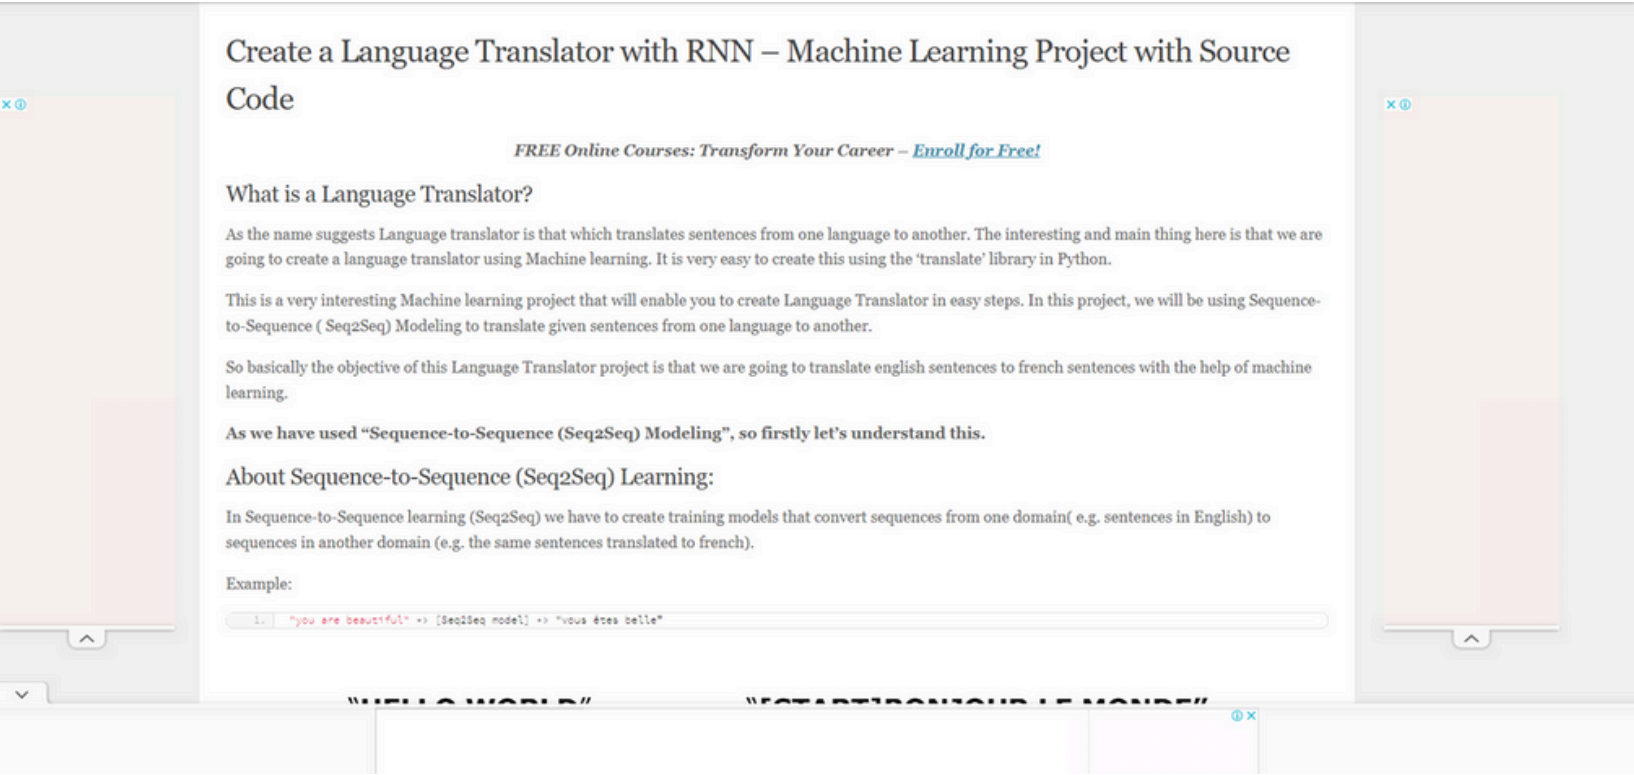 Create a Language Translator with RNN – Machine Learning Project with Source
Code
FREE Online Courses: Transform Your Career – Enroll for Free!
What is a Language Translator?
As the name suggests Language translator is that which translates sentences from one language to another. The interesting and main thing here is that we are
going to create a language translator using Machine learning. It is very easy to create this using the ‘translate’ library in Python.
This is a very interesting Machine learning project that will enable you to create Language Translator in easy steps. In this project, we will be using Sequence-
to-Sequence ( Seq2Seq) Modeling to translate given sentences from one language to another.
So basically the objective of this Language Translator project is that we are going to translate english sentences to french sentences with the help of machine
learning.
As we have used “Sequence-to-Sequence (Seq2Seq) Modeling”, so firstly let’s understand this.
About Sequence-to-Sequence (Seq2Seq) Learning:
In Sequence-to-Sequence learning (Seq2Seq) we have to create training models that convert sequences from one domain( e.g. sentences in English) to
sequences in another domain (e.g. the same sentences translated to french).
Example:
1. "you are beautiful" -> [Seq2Seq model] -> "vous êtes belle"
"HELLO WORLD" "[START]BONJOUR LE MONDE"